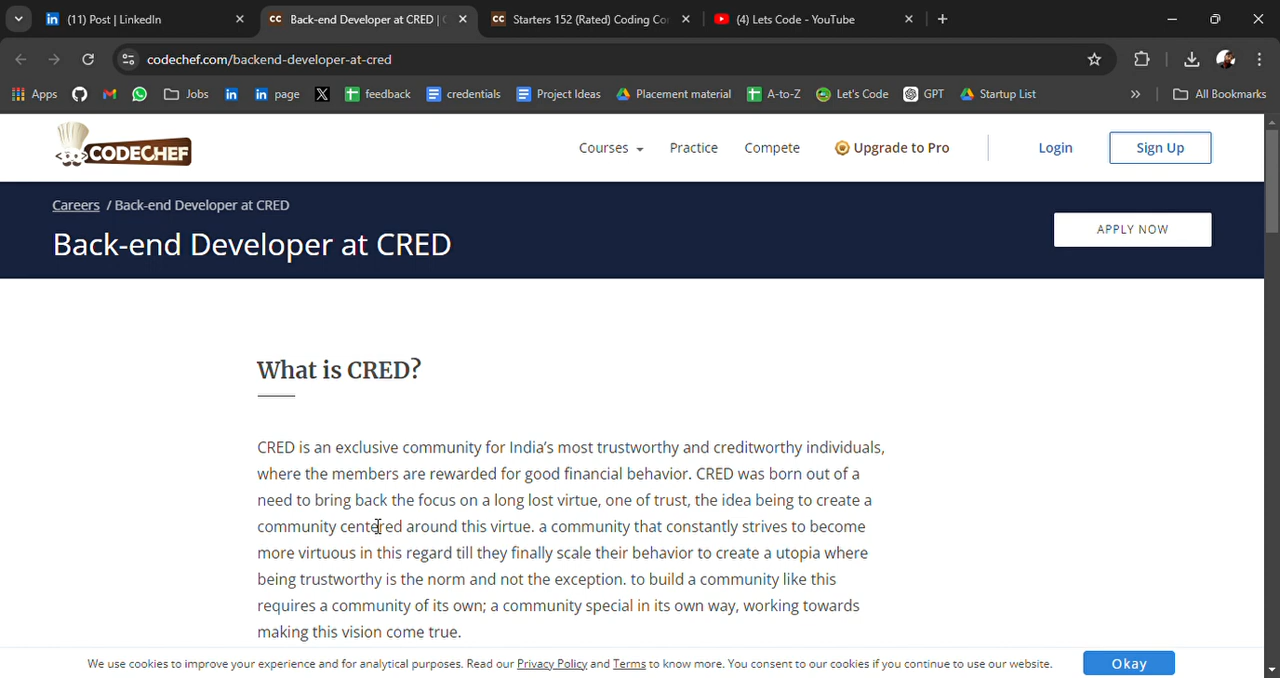 (11) Post | LinkedIn
Back-end Developer at CRED |
Starters 152 (Rated) Coding Co
(4) Lets Code - YouTube
codechef.com/backend-developer-at-cred
Apps Jobs page feedback credentials Project Ideas Placement material A-to-Z Let's Code GPT Startup List » All Bookmarks
CODECHEF
Courses Practice Compete Upgrade to Pro Login Sign Up
Careers / Back-end Developer at CRED
Back-end Developer at CRED
APPLY NOW
What is CRED?
CRED is an exclusive community for India's most trustworthy and creditworthy individuals,
where the members are rewarded for good financial behavior. CRED was born out of a
need to bring back the focus on a long lost virtue, one of trust, the idea being to create a
community centered around this virtue. a community that constantly strives to become
more virtuous in this regard till they finally scale their behavior to create a utopia where
being trustworthy is the norm and not the exception. to build a community like this
requires a community of its own; a community special in its own way, working towards
making this vision come true.
We use cookies to improve your experience and for analytical purposes. Read our Privacy Policy and Terms to know more. You consent to our cookies if you continue to use our website.
Okay